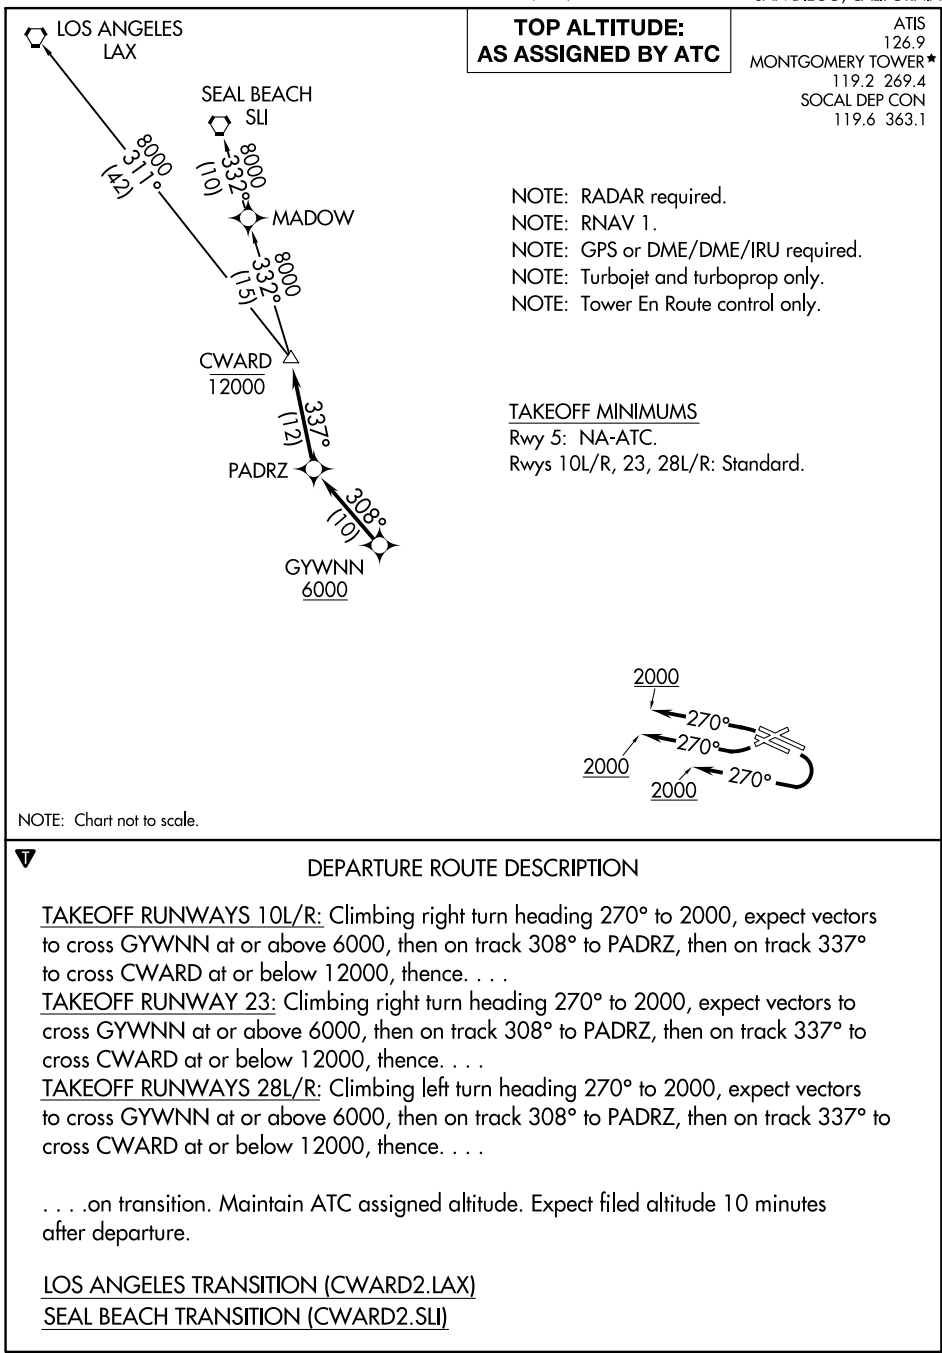 LOS ANGELES
LAX
TOP ALTITUDE:
AS ASSIGNED BY ATC
ATIS
126.9
MONTGOMERY TOWER★
119.2 269.4
SOCAL DEP CON
119.6 363.1
SEAL BEACH
SLI
8000
311°
(42)
8000
332°
(10)
MADOW
8000
332°
(15)
CWARD
12000
337°
(12)
PADRZ
308°
(10)
GYWNN
6000
NOTE: RADAR required.
NOTE: RNAV 1.
NOTE: GPS or DME/DME/IRU required.
NOTE: Turbojet and turboprop only.
NOTE: Tower En Route control only.
TAKEOFF MINIMUMS
Rwy 5: NA-ATC.
Rwys 10L/R, 23, 28L/R: Standard.
2000
270°
270°
2000
270°
2000
NOTE: Chart not to scale.
T
DEPARTURE ROUTE DESCRIPTION
TAKEOFF RUNWAYS 10L/R: Climbing right turn heading 270° to 2000, expect vectors
to cross GYWNN at or above 6000, then on track 308° to PADRZ, then on track 337°
to cross CWARD at or below 12000, thence. . . .
TAKEOFF RUNWAY 23: Climbing right turn heading 270° to 2000, expect vectors to
cross GYWNN at or above 6000, then on track 308° to PADRZ, then on track 337° to
cross CWARD at or below 12000, thence. . . .
TAKEOFF RUNWAYS 28L/R: Climbing left turn heading 270° to 2000, expect vectors
to cross GYWNN at or above 6000, then on track 308° to PADRZ, then on track 337° to
cross CWARD at or below 12000, thence. . . .
. . . .on transition. Maintain ATC assigned altitude. Expect filed altitude 10 minutes
after departure.
LOS ANGELES TRANSITION (CWARD2.LAX)
SEAL BEACH TRANSITION (CWARD2.SLI)